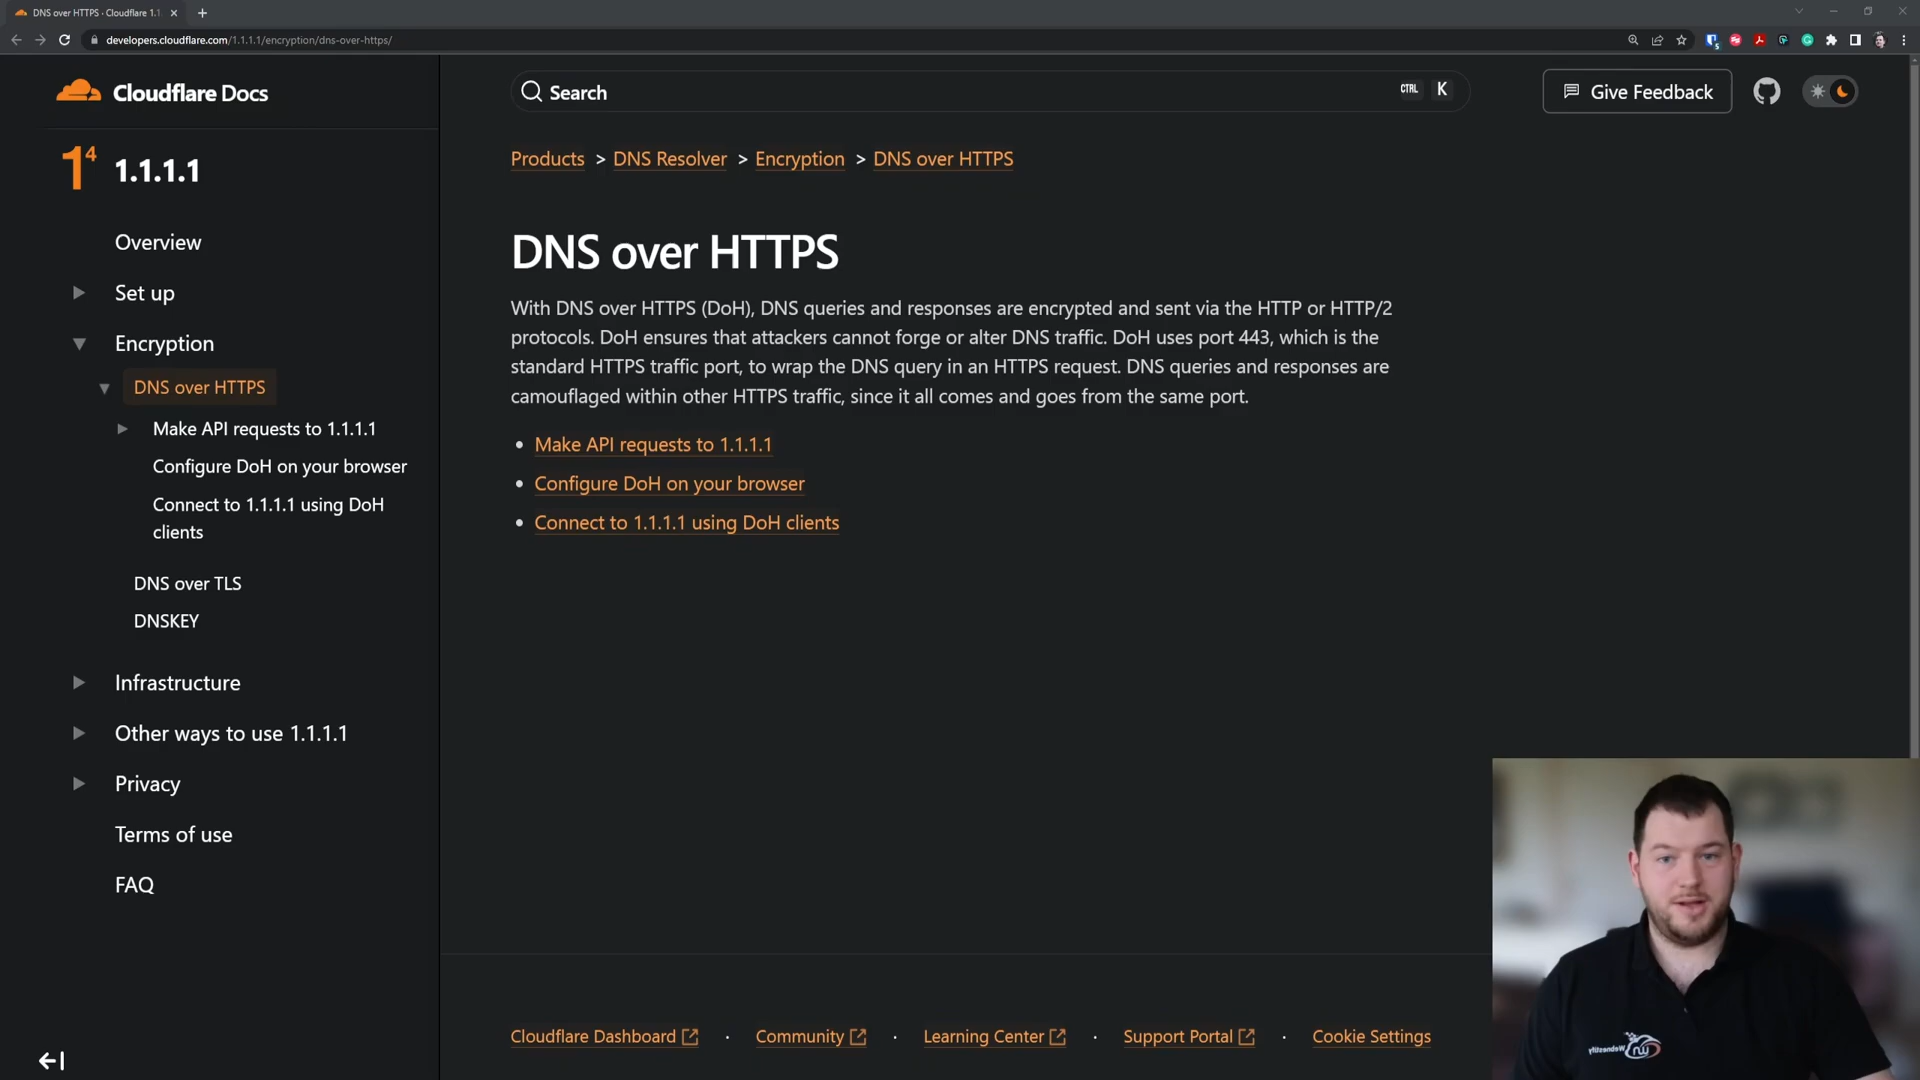 DNS over HTTPS · Cloudflare 1.1
developers.cloudflare.com/1.1.1.1/encryption/dns-over-https/
Cloudflare Docs
Search
CTRL K
Give Feedback
1.1.1.1
Overview
Set up
Encryption
DNS over HTTPS
Make API requests to 1.1.1.1
Configure DoH on your browser
Connect to 1.1.1.1 using DoH
clients
DNS over TLS
DNSKEY
Infrastructure
Other ways to use 1.1.1.1
Privacy
Terms of use
FAQ
Products > DNS Resolver > Encryption > DNS over HTTPS
DNS over HTTPS
With DNS over HTTPS (DoH), DNS queries and responses are encrypted and sent via the HTTP or HTTP/2
protocols. DoH ensures that attackers cannot forge or alter DNS traffic. DoH uses port 443, which is the
standard HTTPS traffic port, to wrap the DNS query in an HTTPS request. DNS queries and responses are
camouflaged within other HTTPS traffic, since it all comes and goes from the same port.
• Make API requests to 1.1.1.1
• Configure DoH on your browser
• Connect to 1.1.1.1 using DoH clients
Cloudflare Dashboard · Community · Learning Center · Support Portal · Cookie Settings